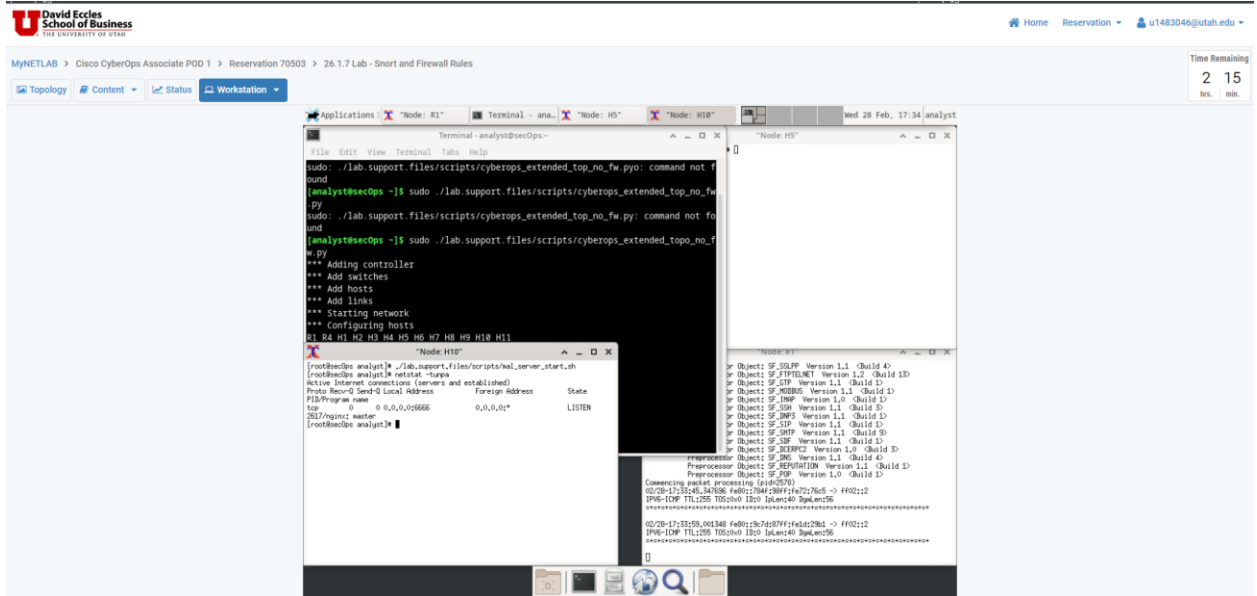 David Eccles
School of Business
THE UNIVERSITY OF UTAH
Home Reservation u1483046@utah.edu
MyNETLAB > Cisco CyberOps Associate POD 1 > Reservation 70503 > 26.1.7 Lab - Snort and Firewall Rules
Time Remaining
2 15
hrs. min.
Topology Content Status Workstation
Applications "Node: R1" Terminal - ana... "Node: H5" "Node: H10" Wed 28 Feb, 17:34 analyst
Terminal - analyst@secOps:~
File Edit View Terminal Tabs Help
sudo: ./lab.support.files/scripts/cyberops_extended_top_no_fw.pyo: command not f
ound
[analyst@secOps ~]$ sudo ./lab.support.files/scripts/cyberops_extended_top_no_fw
.py
sudo: ./lab.support.files/scripts/cyberops_extended_top_no_fw.py: command not fo
und
[analyst@secOps ~]$ sudo ./lab.support.files/scripts/cyberops_extended_topo_no_f
w.py
*** Adding controller
*** Add switches
*** Add hosts
*** Add links
*** Starting network
*** Configuring hosts
R1 R4 H1 H2 H3 H4 H5 H6 H7 H8 H9 H10 H11
"Node: H5"
"Node: H10"
[root@secOps analyst]# ./lab.support.files/scripts/mal_server_start.sh
[root@secOps analyst]# netstat -tunpa
Active Internet connections (servers and established)
Proto Recv-Q Send-Q Local Address Foreign Address State
PID/Program name
tcp 0 0 0.0.0.0:6666 0.0.0.0:* LISTEN
2617/nginx: master
[root@secOps analyst]#
"Node: R1"
or Object: SF_SSLPP Version 1.1 <Build 4>
or Object: SF_FTPTELNET Version 1.2 <Build 13>
or Object: SF_GTP Version 1.1 <Build 1>
or Object: SF_MODBUS Version 1.1 <Build 1>
or Object: SF_IMAP Version 1.0 <Build 1>
or Object: SF_SSH Version 1.1 <Build 3>
or Object: SF_DNP3 Version 1.1 <Build 1>
or Object: SF_SIP Version 1.1 <Build 1>
or Object: SF_SMTP Version 1.1 <Build 9>
or Object: SF_SDF Version 1.1 <Build 1>
or Object: SF_DCERPC2 Version 1.0 <Build 3>
Preprocessor Object: SF_DNS Version 1.1 <Build 4>
Preprocessor Object: SF_REPUTATION Version 1.1 <Build 1>
Preprocessor Object: SF_POP Version 1.0 <Build 1>
Commencing packet processing (pid=2578)
02/28-17:33:45.347696 fe80::784f:98ff:fe72:76c5 -> ff02::2
IPV6-ICMP TTL:255 TOS:0x0 ID:0 IpLen:40 DgmLen:56
02/28-17:33:59.001348 fe80::9c7d:87ff:fe1d:29b1 -> ff02::2
IPV6-ICMP TTL:255 TOS:0x0 ID:0 IpLen:40 DgmLen:56